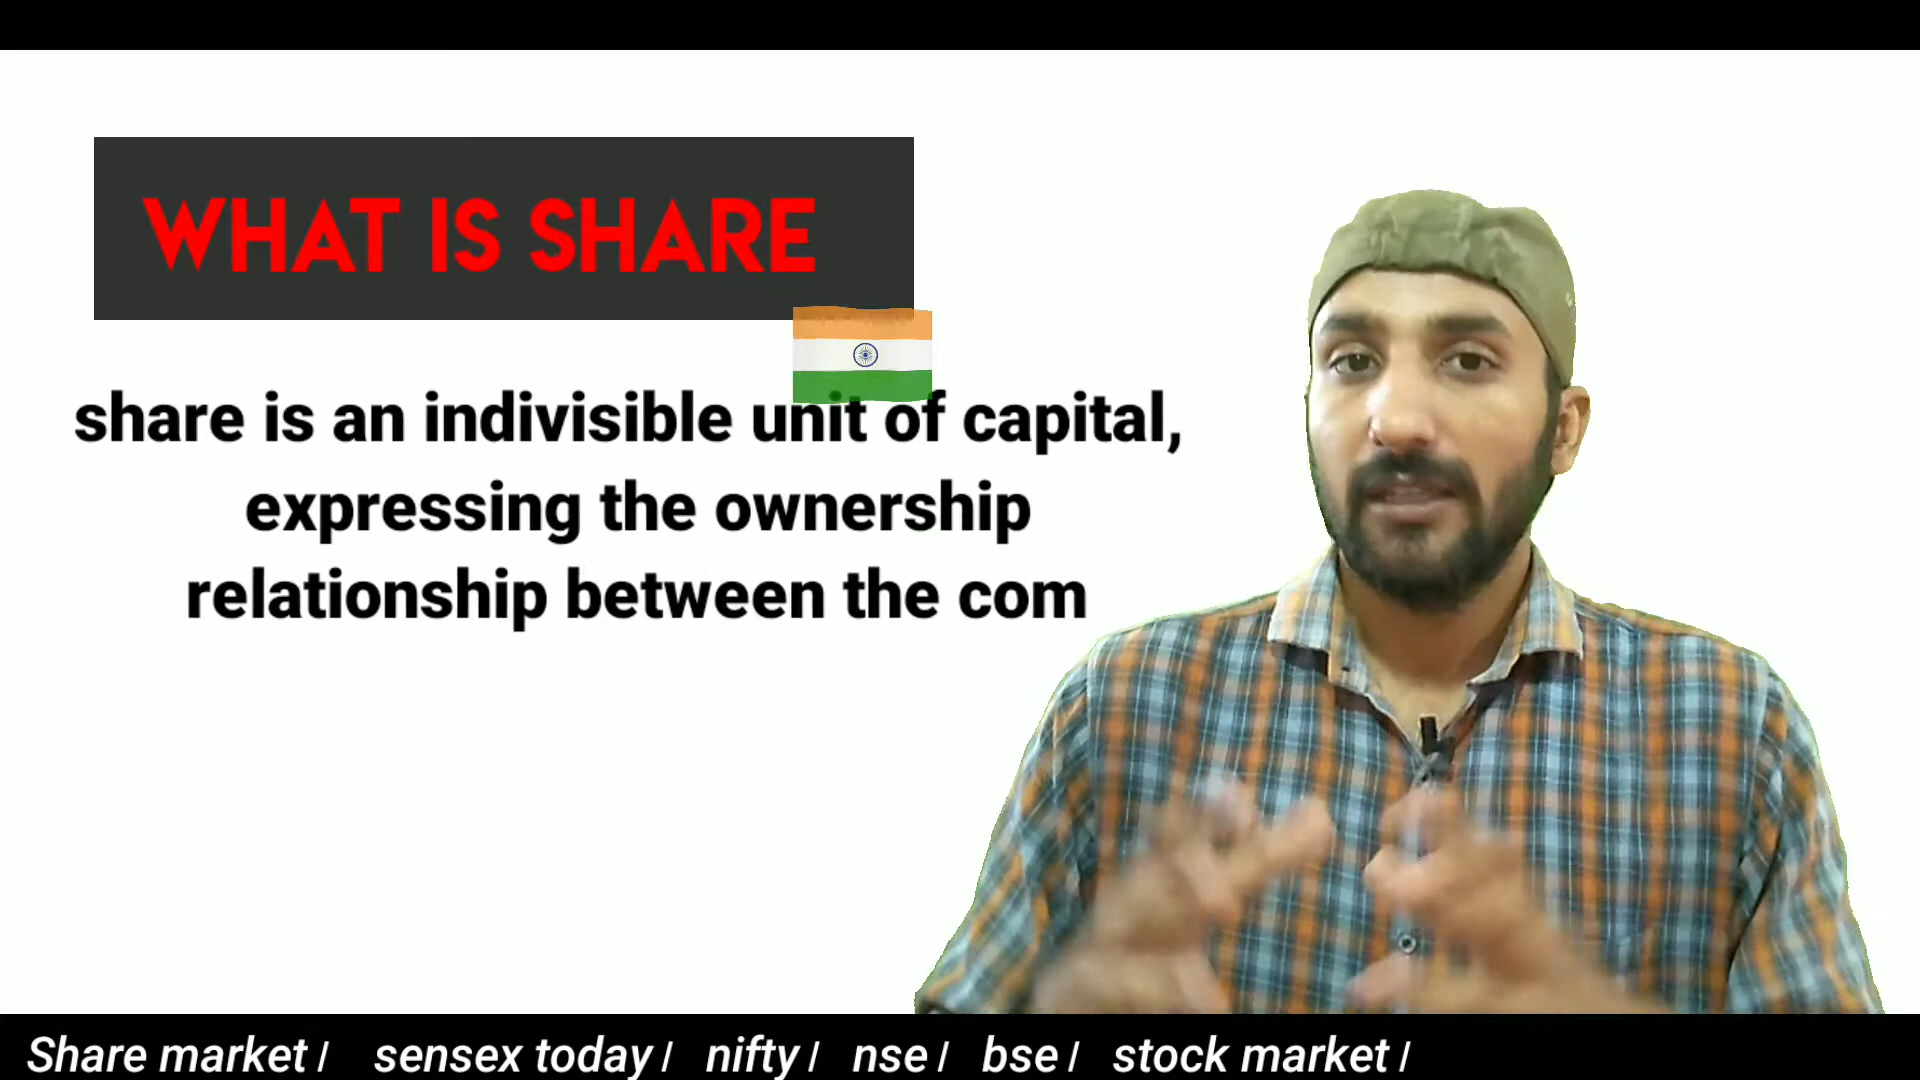 WHAT IS SHARE
share is an indivisible unit of capital,
expressing the ownership
relationship between the com
Share market / sensex today / nifty / nse / bse / stock market /